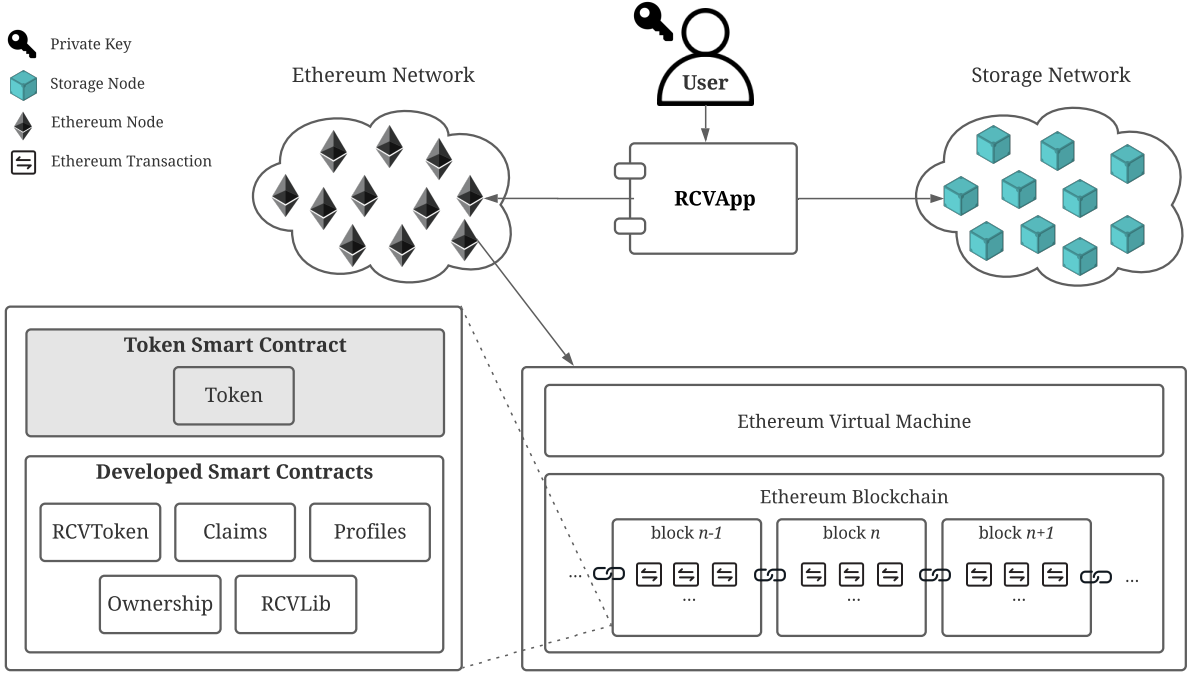 Private Key
Storage Node
Ethereum Node
Ethereum Transaction
Ethereum Network
User
Storage Network
RCVApp
Token Smart Contract
Token
Developed Smart Contracts
RCVToken
Claims
Profiles
Ownership
RCVLib
Ethereum Virtual Machine
Ethereum Blockchain
block n-1
block n
block n+1
...
...
...
...
...